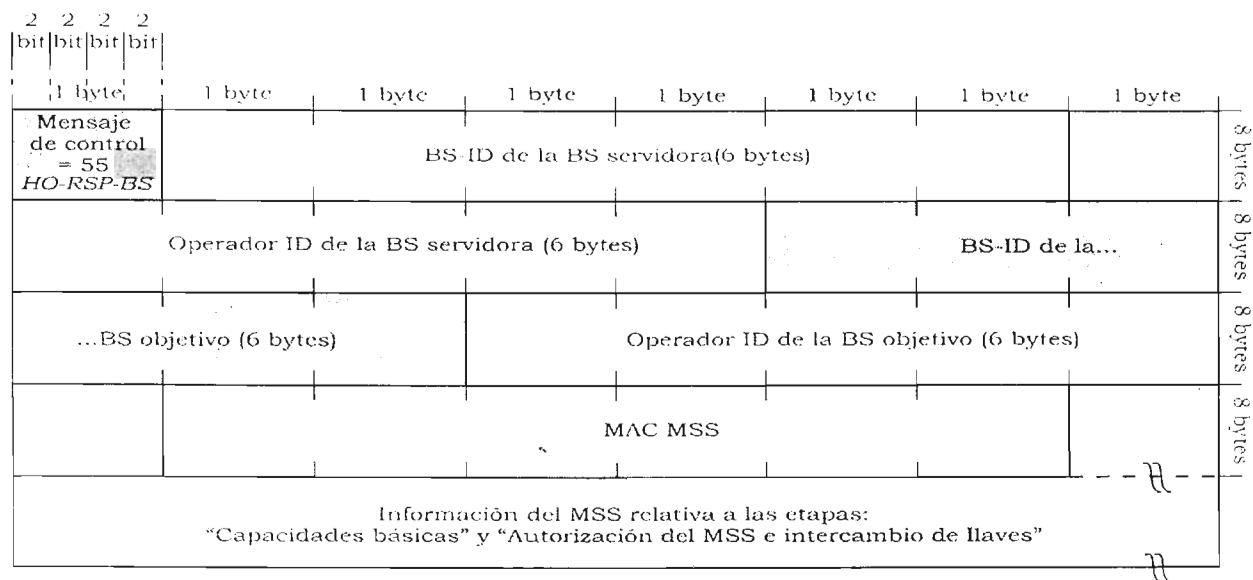 2 2 2 2
bit bit bit bit
1 byte 1 byte 1 byte 1 byte 1 byte 1 byte 1 byte 1 byte
Mensaje
de control
= 55
HO-RSP-BS
BS-ID de la BS servidora(6 bytes)
8 bytes
Operador ID de la BS servidora (6 bytes)
BS-ID de la...
8 bytes
...BS objetivo (6 bytes)
Operador ID de la BS objetivo (6 bytes)
8 bytes
MAC MSS
8 bytes
Información del MSS relativa a las etapas:
“Capacidades básicas” y “Autorización del MSS e intercambio de llaves”